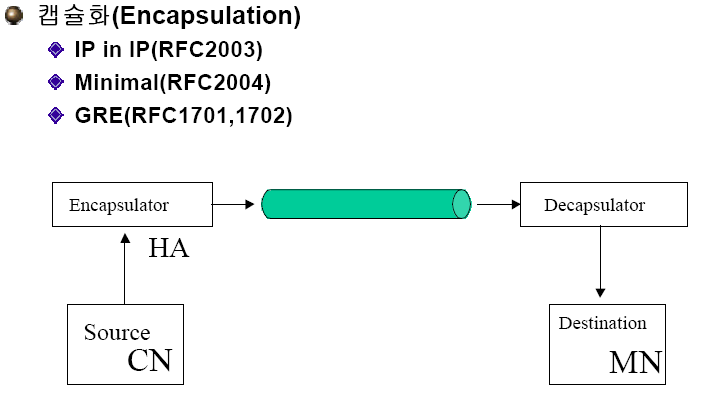 캡슐화(Encapsulation)
IP in IP(RFC2003)
Minimal(RFC2004)
GRE(RFC1701,1702)
Encapsulator
Decapsulator
HA
Source
CN
Destination
MN